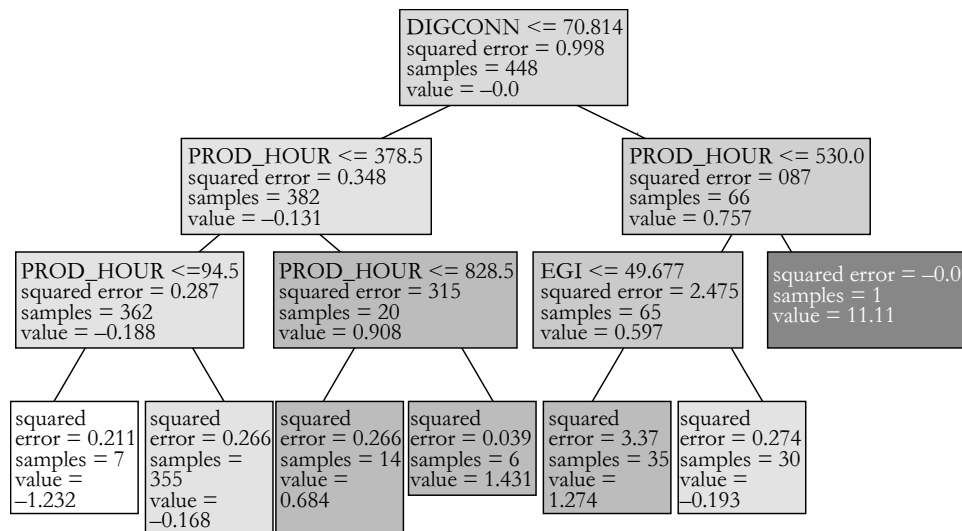 DIGCONN <= 70.814
squared error = 0.998
samples = 448
value = –0.0
PROD_HOUR <= 378.5
squared error = 0.348
samples = 382
value = –0.131
PROD_HOUR <= 530.0
squared error = 087
samples = 66
value = 0.757
PROD_HOUR <=94.5
squared error = 0.287
samples = 362
value = –0.188
PROD_HOUR <= 828.5
squared error = 315
samples = 20
value = 0.908
EGI <= 49.677
squared error = 2.475
samples = 65
value = 0.597
squared error = –0.0
samples = 1
value = 11.11
squared
error = 0.211
samples = 7
value =
–1.232
squared
error = 0.266
samples =
355
value =
–0.168
squared
error = 0.266
samples = 14
value =
0.684
squared
error = 0.039
samples = 6
value = 1.431
squared
error = 3.37
samples = 35
value =
1.274
squared
error = 0.274
samples = 30
value =
–0.193